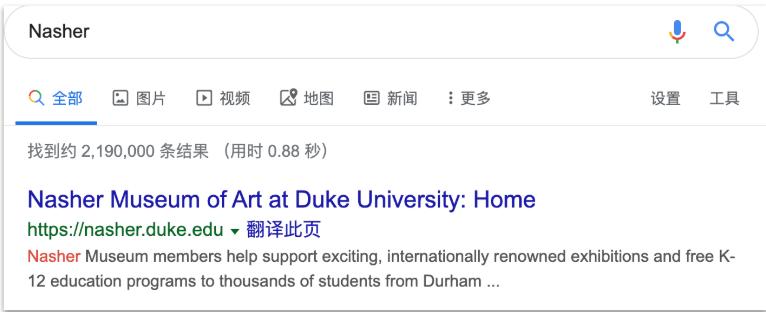 Nasher
全部 图片 视频 地图 新闻 更多 设置 工具
找到约 2,190,000 条结果 （用时 0.88 秒）
Nasher Museum of Art at Duke University: Home
https://nasher.duke.edu 翻译此页
Nasher Museum members help support exciting, internationally renowned exhibitions and free K-
12 education programs to thousands of students from Durham ...